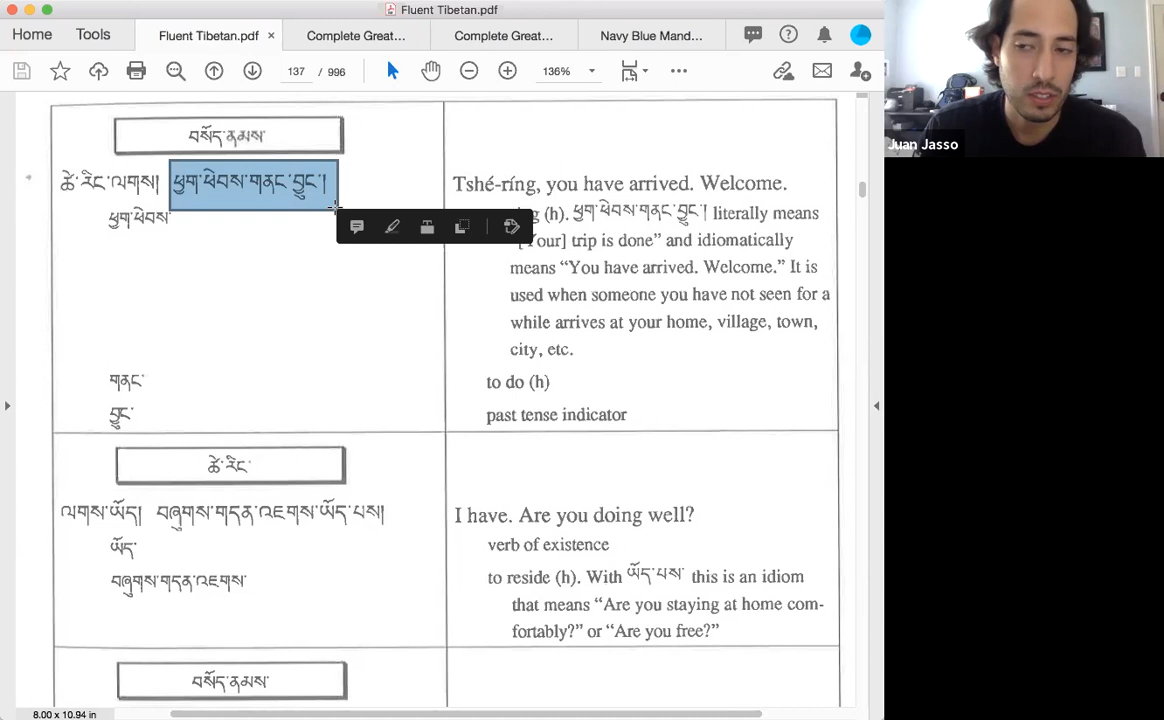 Fluent Tibetan.pdf
Home Tools Fluent Tibetan.pdf × Complete Great... Complete Great... Navy Blue Mand...
137 / 996 136%
Juan Jasso
བསོད་ནམས་
ཚེ་རིང་ལགས། ཕྱག་ཕེབས་གནང་བྱུང་།
Tshé-ríng, you have arrived. Welcome.
ཕྱག་ཕེབས་
(h). ཕྱག་ཕེབས་གནང་བྱུང་། literally means
“[Your] trip is done” and idiomatically
means “You have arrived. Welcome.” It is
used when someone you have not seen for a
while arrives at your home, village, town,
city, etc.
གནང་
to do (h)
བྱུང་
past tense indicator
ཚེ་རིང་
ལགས་ཡོད། བཞུགས་གདན་འཇགས་ཡོད་པས།
I have. Are you doing well?
ཡོད་
verb of existence
བཞུགས་གདན་འཇགས་
to reside (h). With ཡོད་པས་ this is an idiom
that means “Are you staying at home com-
fortably?” or “Are you free?”
བསོད་ནམས་
8.00 x 10.94 in